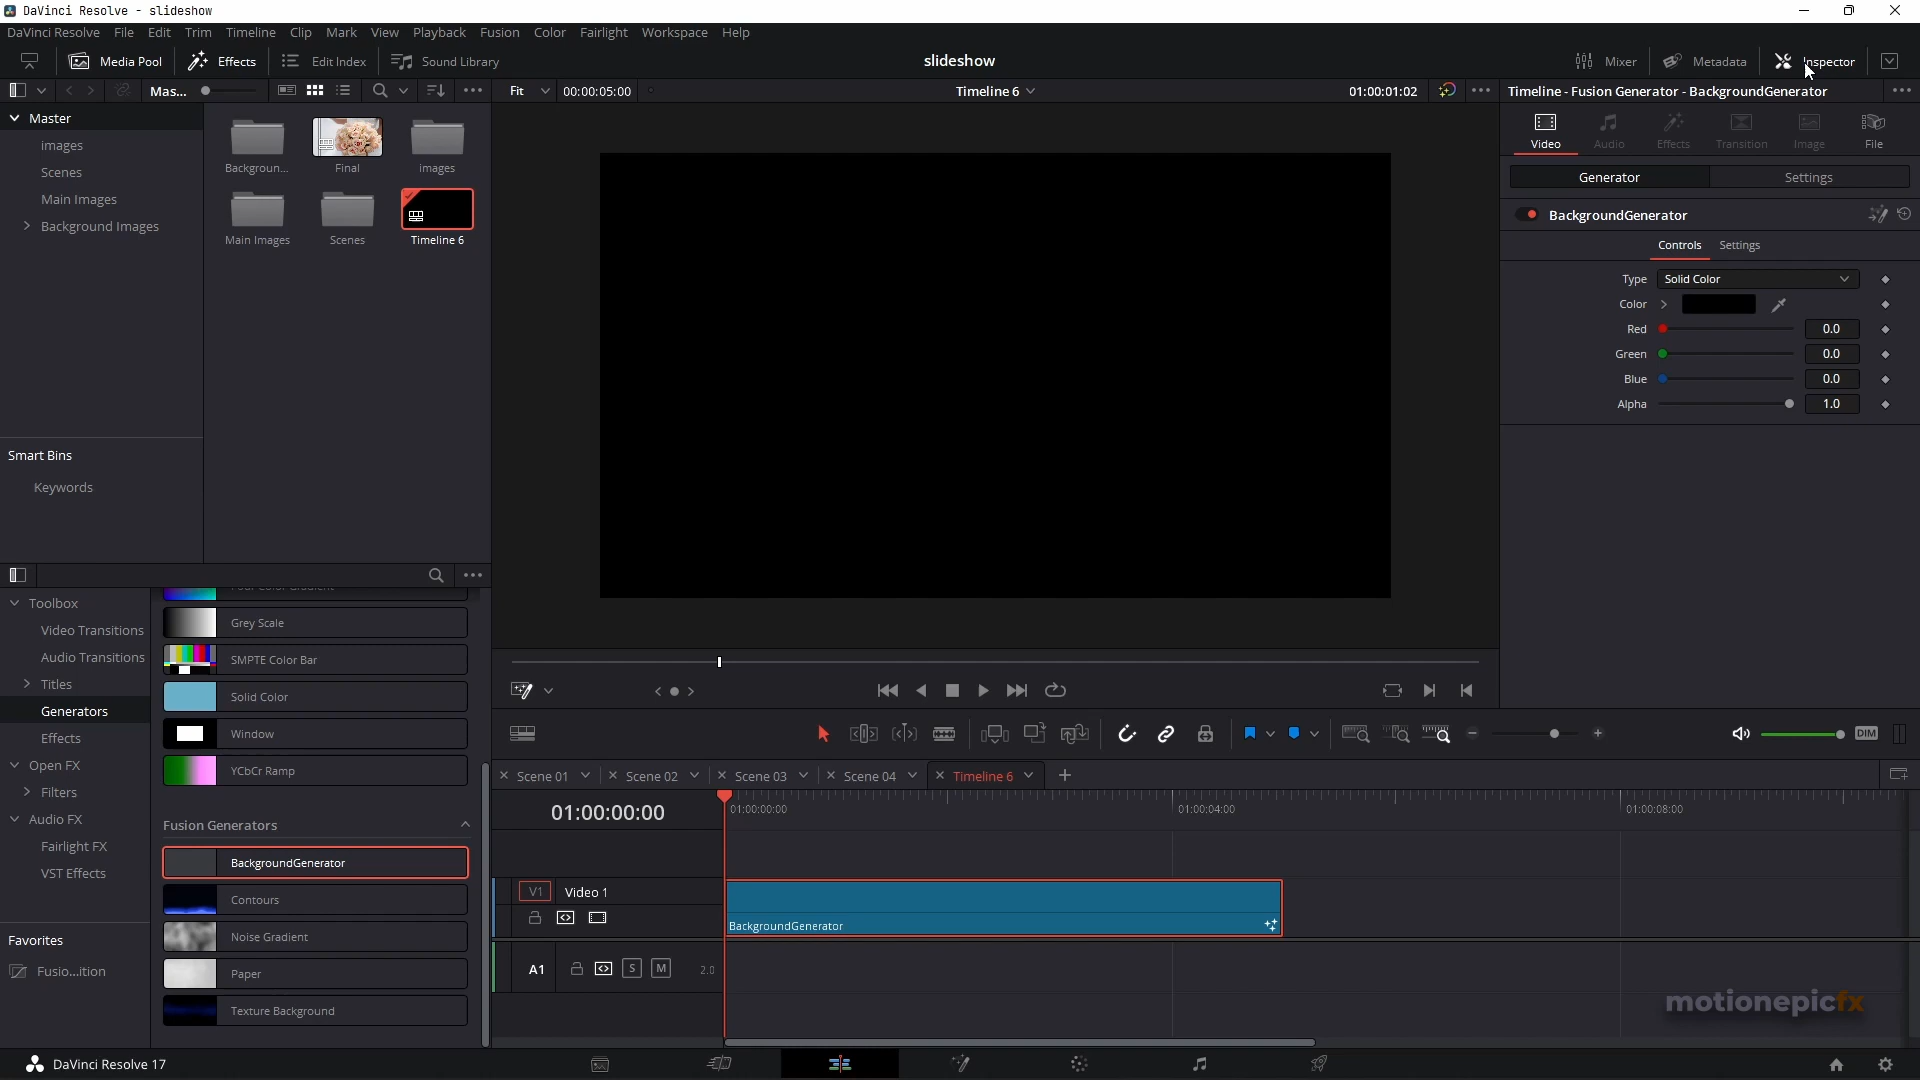 DaVinci Resolve - slideshow
DaVinci Resolve File Edit Trim Timeline Clip Mark View Playback Fusion Color Fairlight Workspace Help
Media Pool Effects Edit Index Sound Library slideshow Mixer Metadata Inspector
Mas... Fit 00:00:05:00 Timeline 6 01:00:01:02 Timeline - Fusion Generator - BackgroundGenerator
Master
images
Scenes
Main Images
Background Images
Backgroun... Final images
Main Images Scenes Timeline 6
Smart Bins
Keywords
Video Audio Effects Transition Image File
Generator Settings
BackgroundGenerator
Controls Settings
Type Solid Color
Color
Red 0.0
Green 0.0
Blue 0.0
Alpha 1.0
Toolbox
Video Transitions
Audio Transitions
Titles
Generators
Effects
Open FX
Filters
Audio FX
Fairlight FX
VST Effects
Favorites
Fusio...ition
Grey Scale
SMPTE Color Bar
Solid Color
Window
YCbCr Ramp
Fusion Generators
BackgroundGenerator
Contours
Noise Gradient
Paper
Texture Background
DIM
Scene 01 Scene 02 Scene 03 Scene 04 Timeline 6
01:00:00:00 01:00:00:00 01:00:04:00 01:00:08:00
V1 Video 1
BackgroundGenerator
A1 S M 2.0
motionepicfx
DaVinci Resolve 17